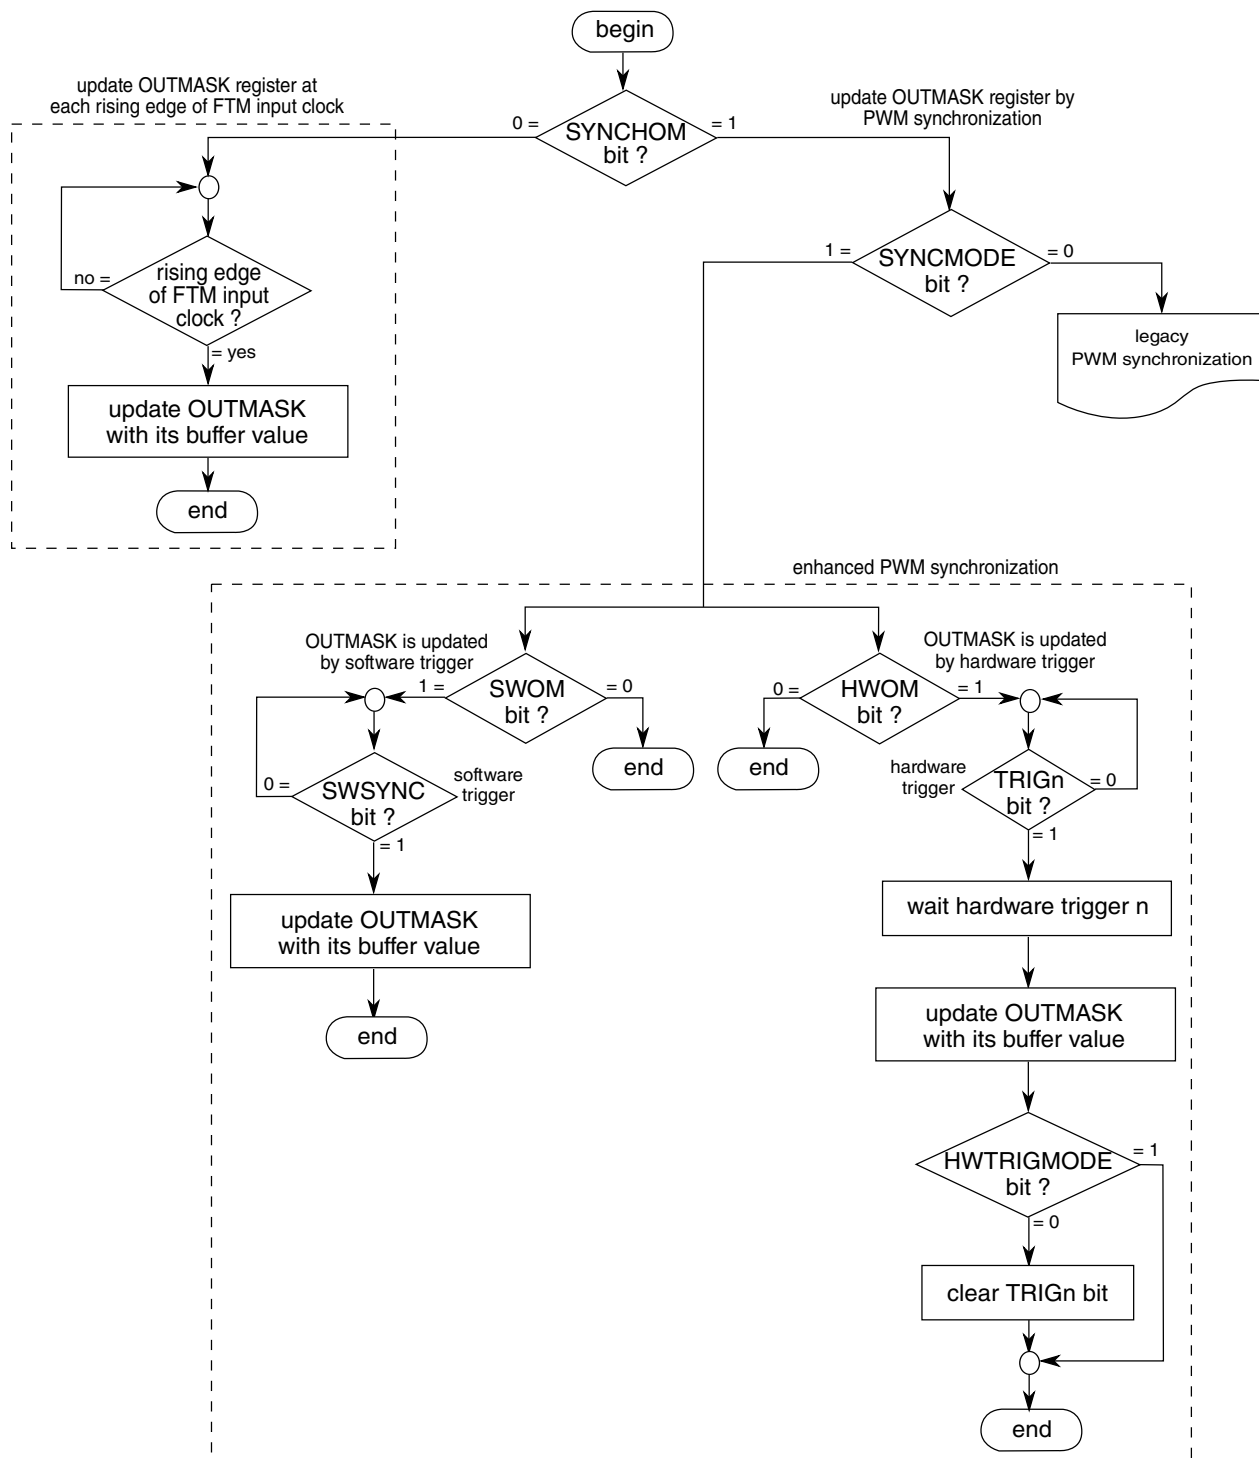 begin
update OUTMASK register at
each rising edge of FTM input clock
update OUTMASK register by
PWM synchronization
0 =
SYNCHOM
bit ?
= 1
1 =
SYNCMODE
bit ?
= 0
no =
rising edge
of FTM input
clock ?
= yes
legacy
PWM synchronization
update OUTMASK
with its buffer value
end
enhanced PWM synchronization
OUTMASK is updated
by software trigger
OUTMASK is updated
by hardware trigger
1 =
SWOM
bit ?
= 0
0 =
HWOM
bit ?
= 1
end
end
0 =
SWSYNC
bit ?
software
trigger
= 1
hardware
trigger
TRIGn
bit ?
= 0
= 1
update OUTMASK
with its buffer value
end
wait hardware trigger n
update OUTMASK
with its buffer value
HWTRIGMODE
bit ?
= 1
= 0
clear TRIGn bit
end